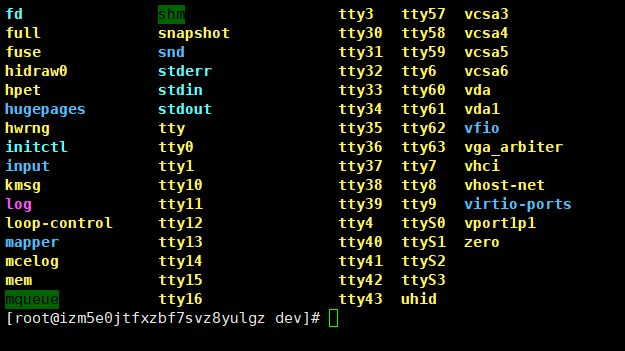 fd shm tty3 tty57 vcsa3
full snapshot tty30 tty58 vcsa4
fuse snd tty31 tty59 vcsa5
hidraw0 stderr tty32 tty6 vcsa6
hpet stdin tty33 tty60 vda
hugepages stdout tty34 tty61 vda1
hwrng tty tty35 tty62 vfio
initctl tty0 tty36 tty63 vga_arbiter
input tty1 tty37 tty7 vhci
kmsg tty10 tty38 tty8 vhost-net
log tty11 tty39 tty9 virtio-ports
loop-control tty12 tty4 ttyS0 vport1p1
mapper tty13 tty40 ttyS1 zero
mcelog tty14 tty41 ttyS2
mem tty15 tty42 ttyS3
mqueue tty16 tty43 uhid
[root@izm5e0jtfxzbf7svz8yulgz dev]#